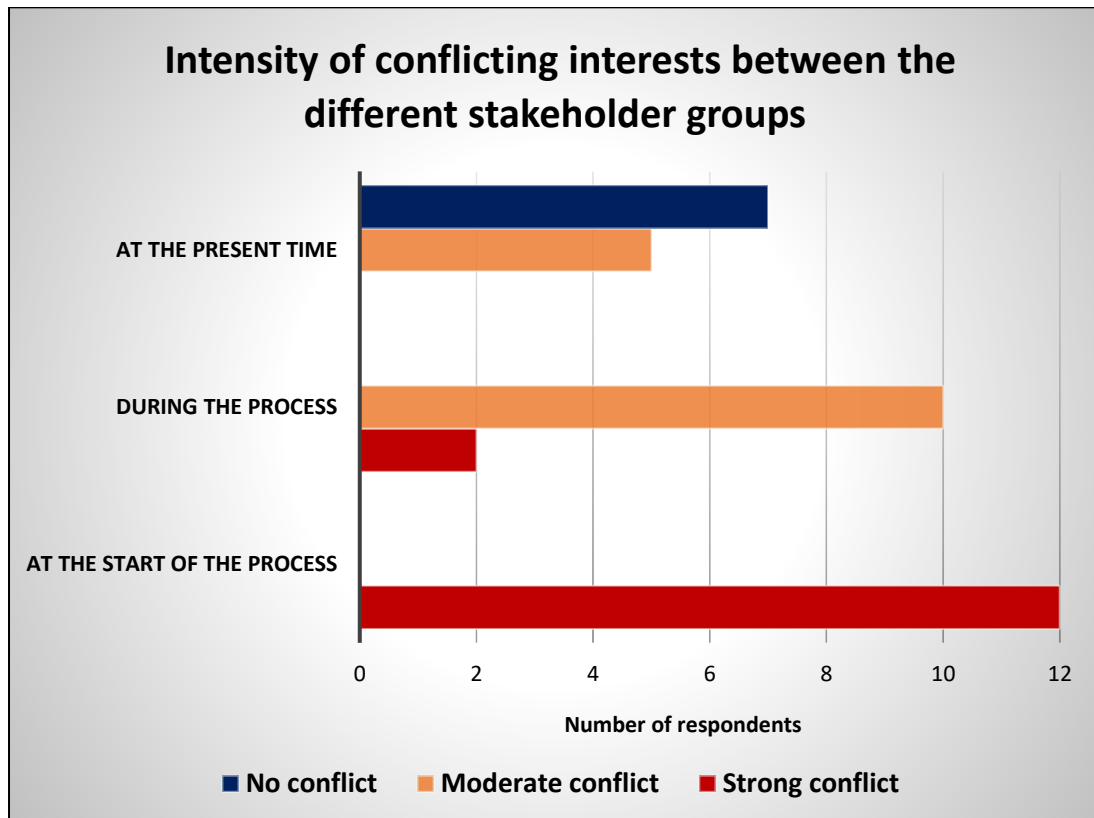 Intensity of conflicting interests between the
different stakeholder groups
AT THE PRESENT TIME
DURING THE PROCESS
AT THE START OF THE PROCESS
0 2 4 6 8 10 12
Number of respondents
No conflict Moderate conflict Strong conflict